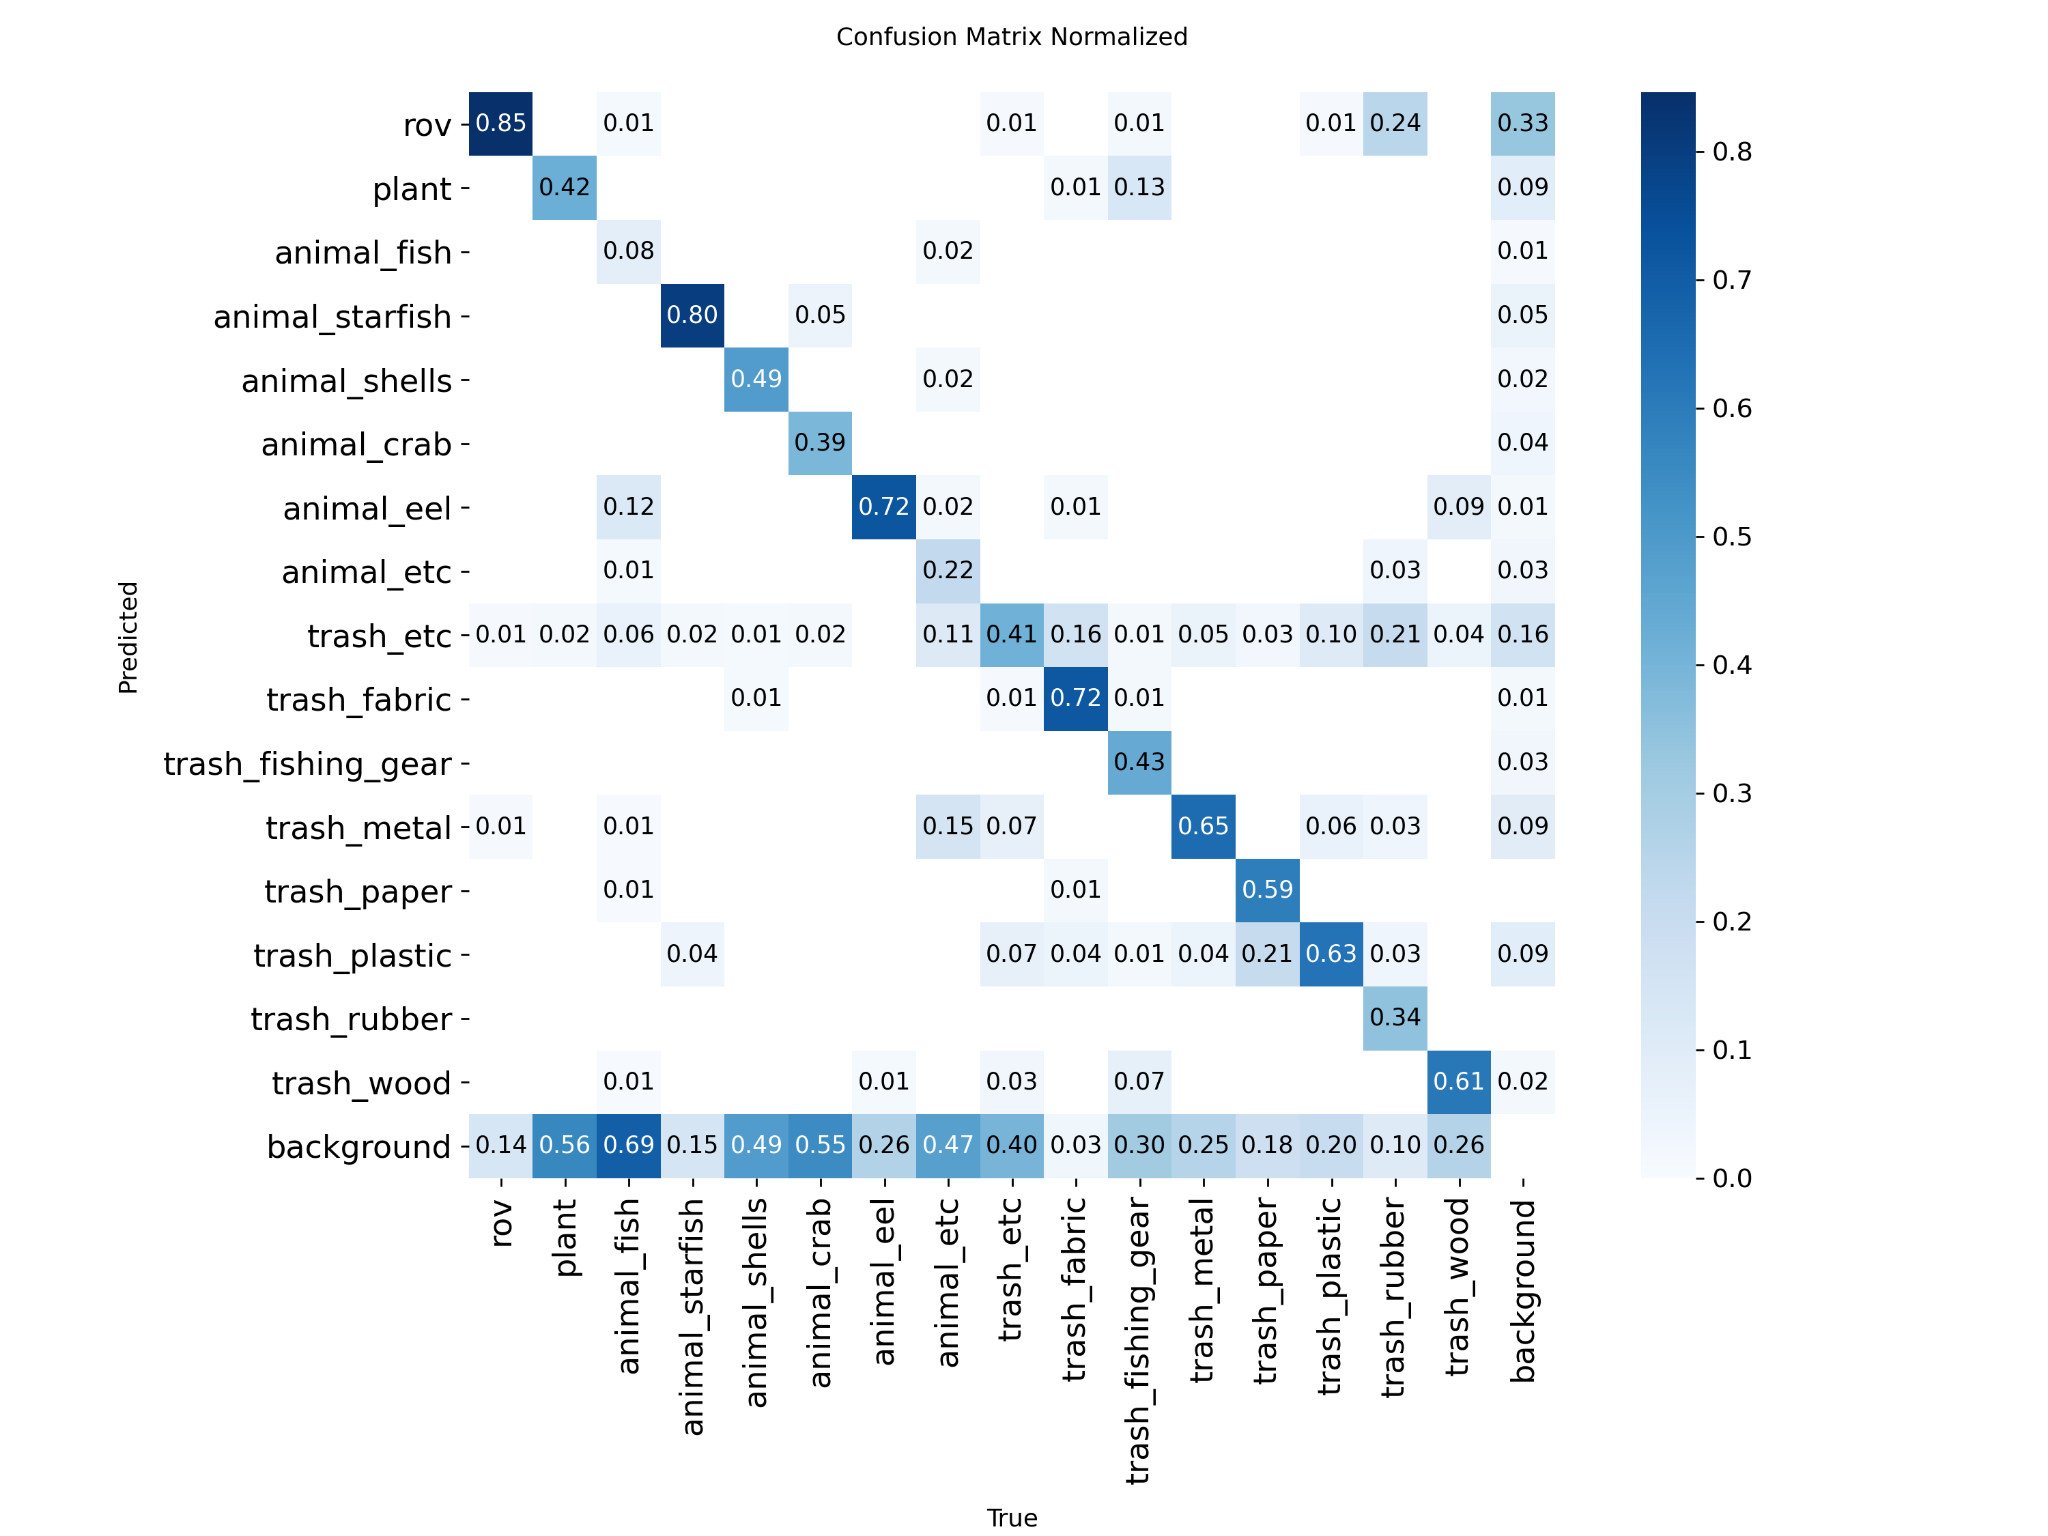 Confusion Matrix Normalized
rov 0.85 0.01 0.01 0.01 0.01 0.24 0.33
plant 0.42 0.01 0.13 0.09
animal_fish 0.08 0.02 0.01
animal_starfish 0.80 0.05 0.05
animal_shells 0.49 0.02 0.02
animal_crab 0.39 0.04
animal_eel 0.12 0.72 0.02 0.01 0.09 0.01
animal_etc 0.01 0.22 0.03 0.03
trash_etc 0.01 0.02 0.06 0.02 0.01 0.02 0.11 0.41 0.16 0.01 0.05 0.03 0.10 0.21 0.04 0.16
trash_fabric 0.01 0.01 0.72 0.01 0.01
trash_fishing_gear 0.43 0.03
trash_metal 0.01 0.01 0.15 0.07 0.65 0.06 0.03 0.09
trash_paper 0.01 0.01 0.59
trash_plastic 0.04 0.07 0.04 0.01 0.04 0.21 0.63 0.03 0.09
trash_rubber 0.34
trash_wood 0.01 0.01 0.03 0.07 0.61 0.02
background 0.14 0.56 0.69 0.15 0.49 0.55 0.26 0.47 0.40 0.03 0.30 0.25 0.18 0.20 0.10 0.26
Predicted
rov
plant
animal_fish
animal_starfish
animal_shells
animal_crab
animal_eel
animal_etc
trash_etc
trash_fabric
trash_fishing_gear
trash_metal
trash_paper
trash_plastic
trash_rubber
trash_wood
background
True
0.8
0.7
0.6
0.5
0.4
0.3
0.2
0.1
0.0